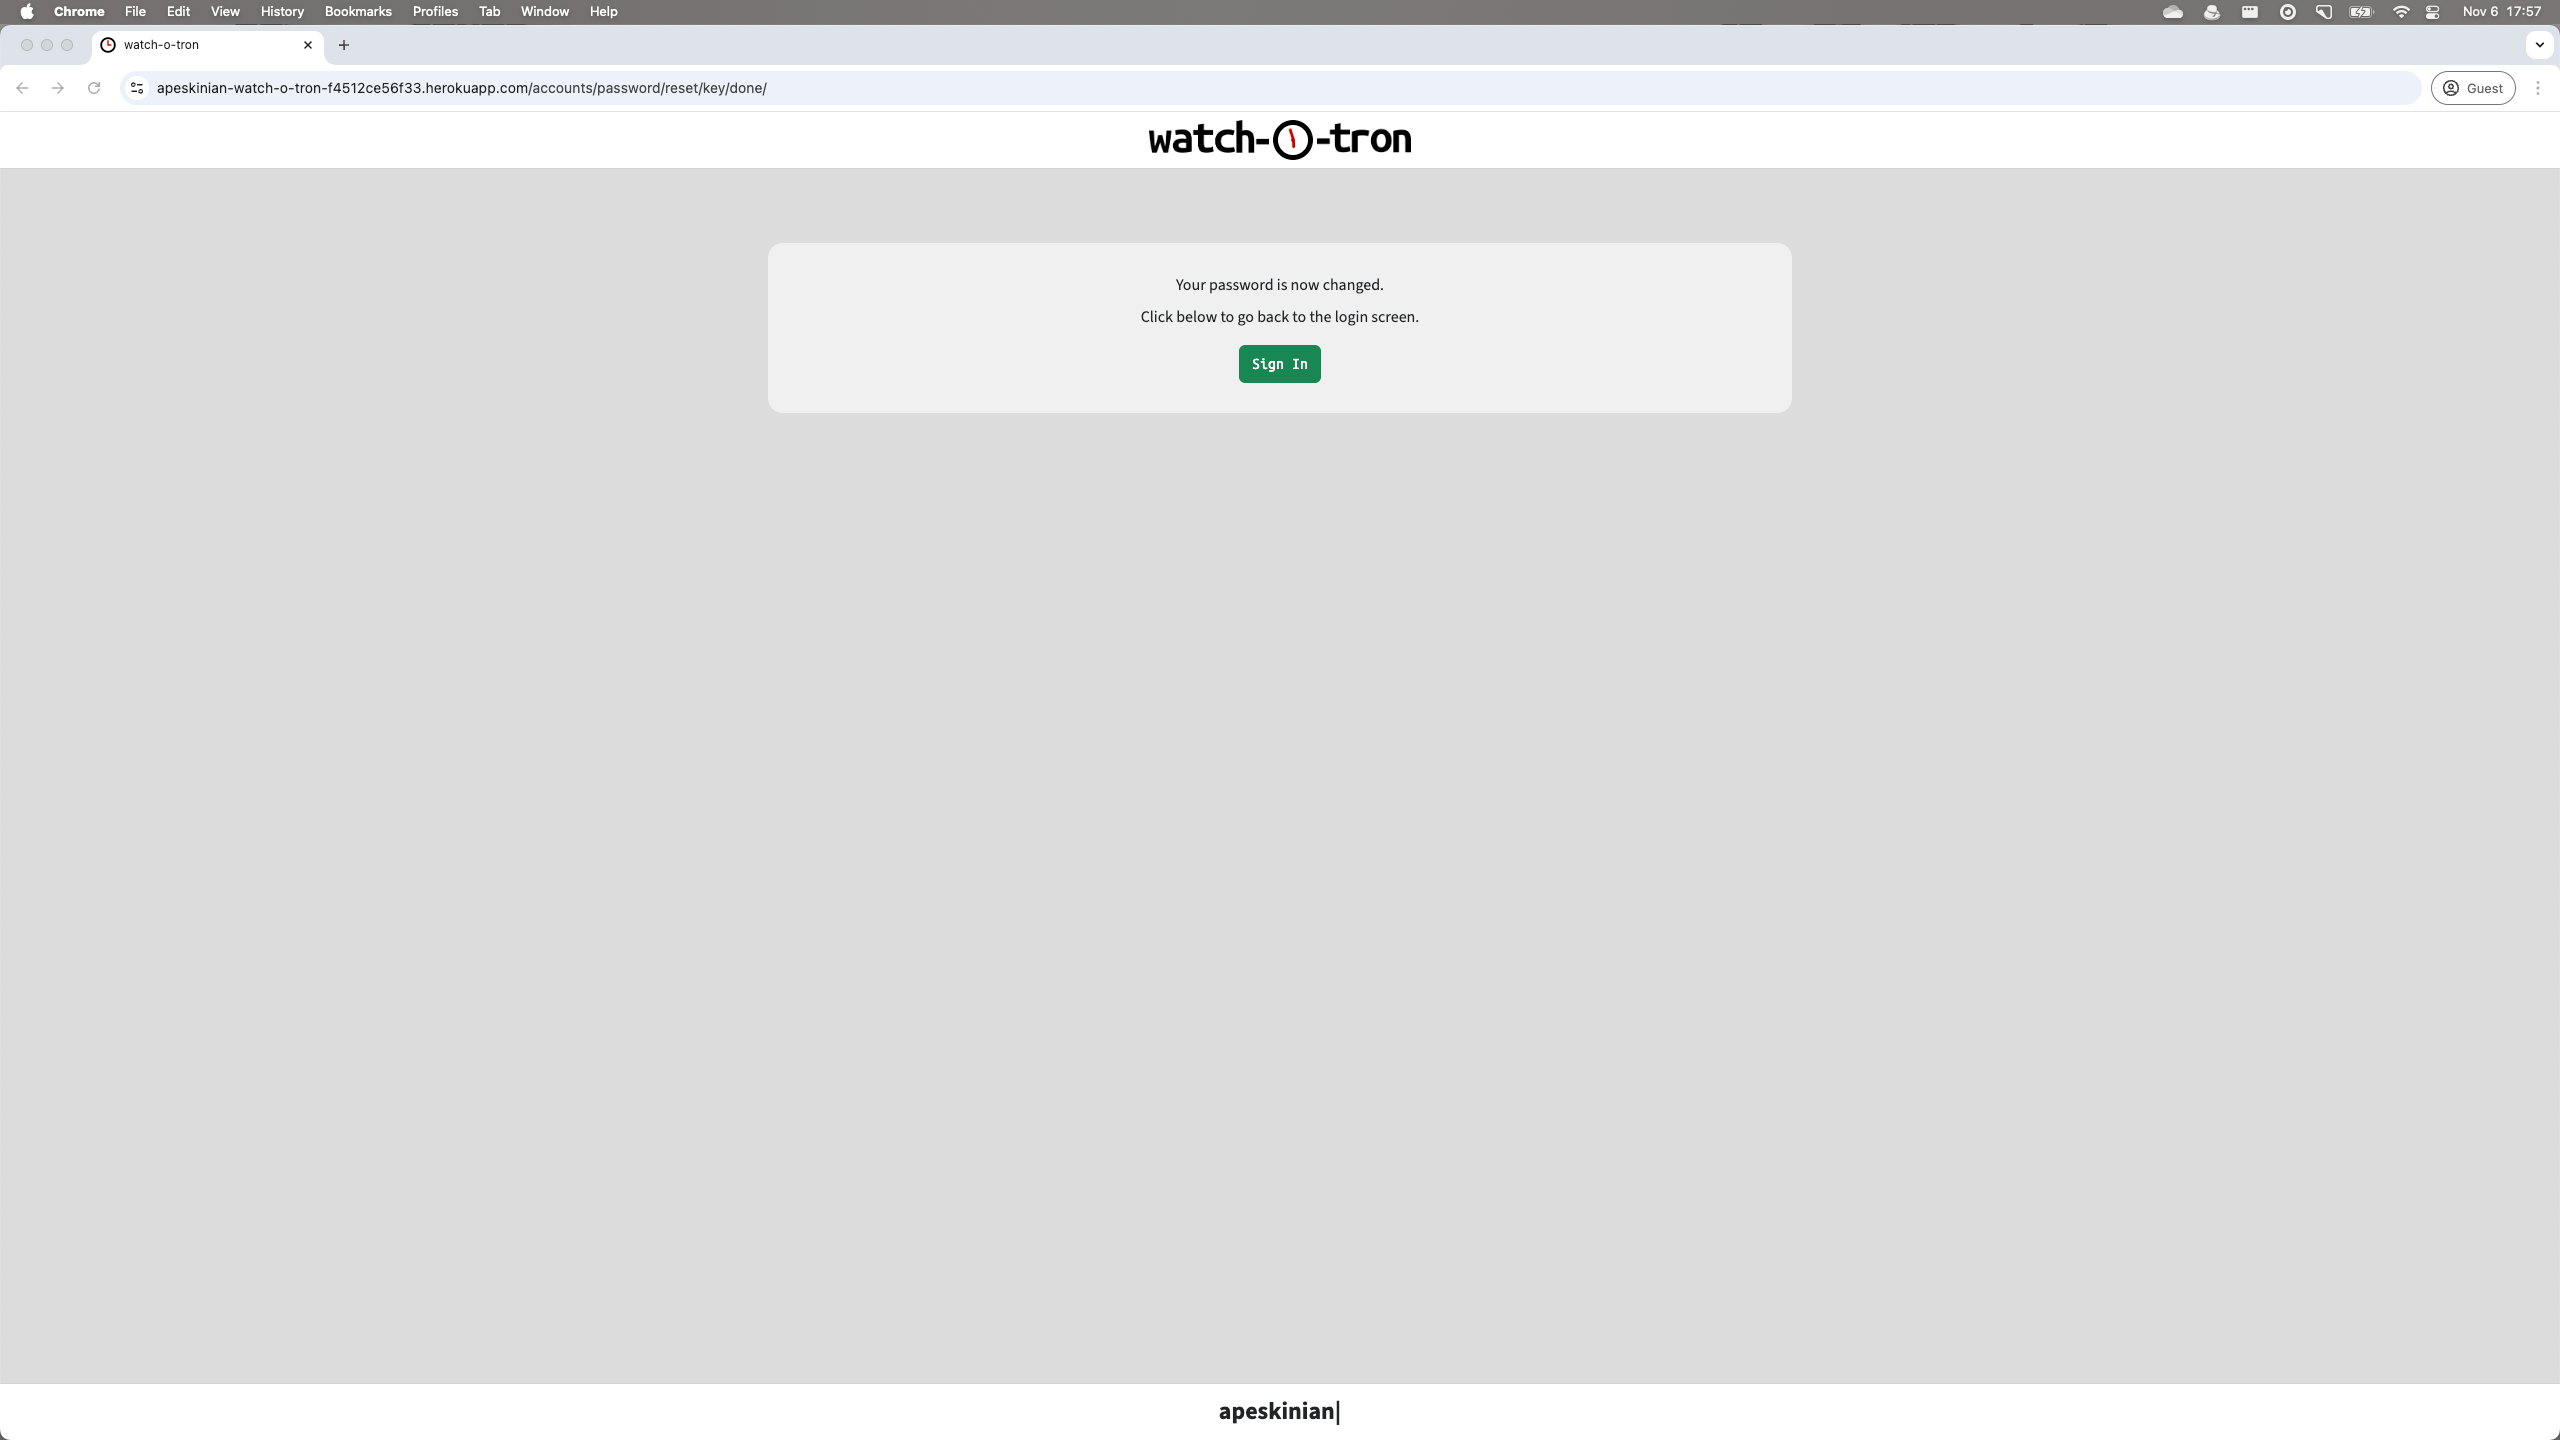 Chrome File Edit View History Bookmarks Profiles Tab Window Help Nov 6 17:57
watch-o-tron
apeskinian-watch-o-tron-f4512ce56f33.herokuapp.com/accounts/password/reset/key/done/ Guest
watch-o-tron
Your password is now changed.
Click below to go back to the login screen.
Sign In
apeskinian|